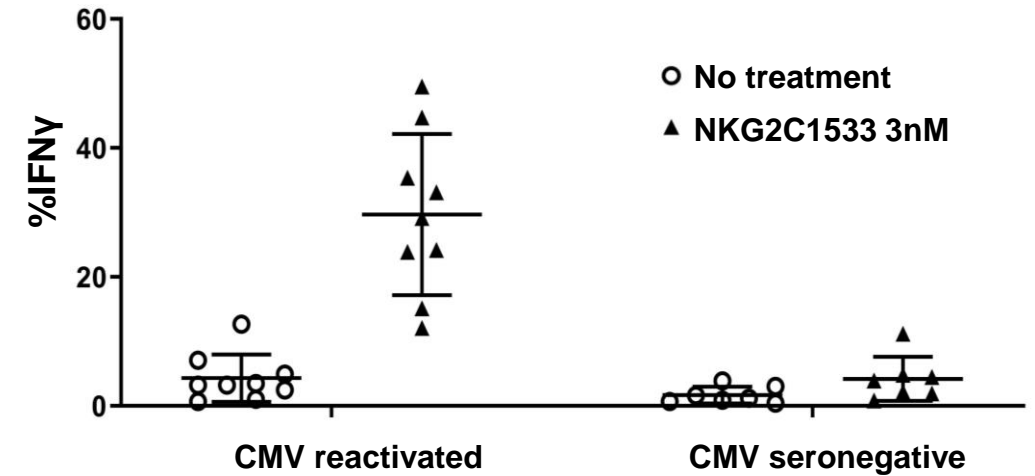 60
40
20
0
%IFNγ
No treatment
NKG2C1533 3nM
CMV reactivated
CMV seronegative